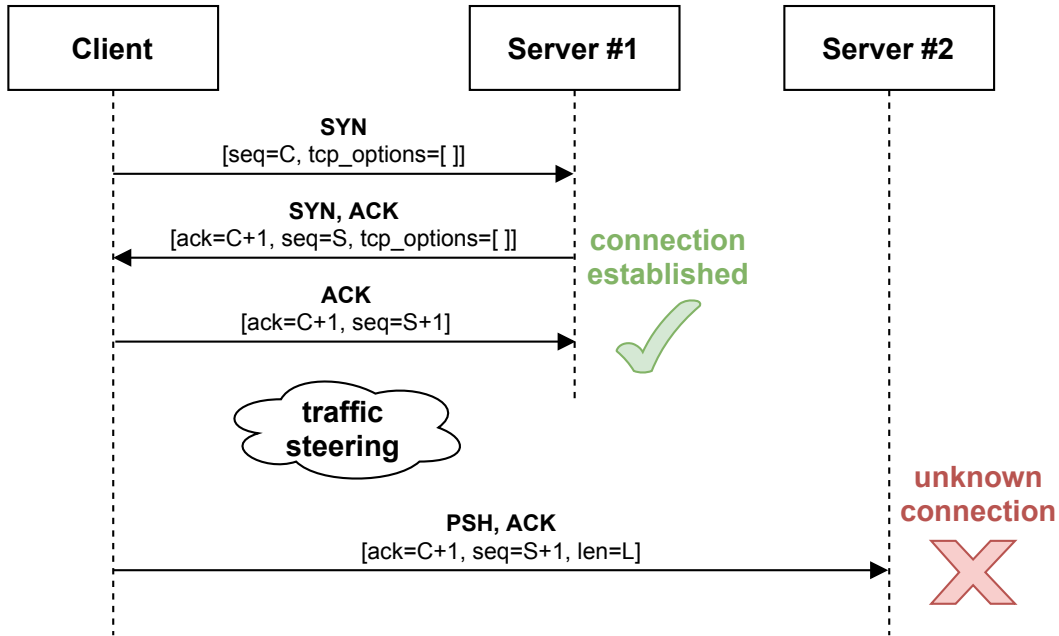 Client
Server #1
Server #2
SYN
[seq=C, tcp_options=[ ]]
SYN, ACK
[ack=C+1, seq=S, tcp_options=[ ]]
connection
established
ACK
[ack=C+1, seq=S+1]
traffic
steering
unknown
connection
PSH, ACK
[ack=C+1, seq=S+1, len=L]